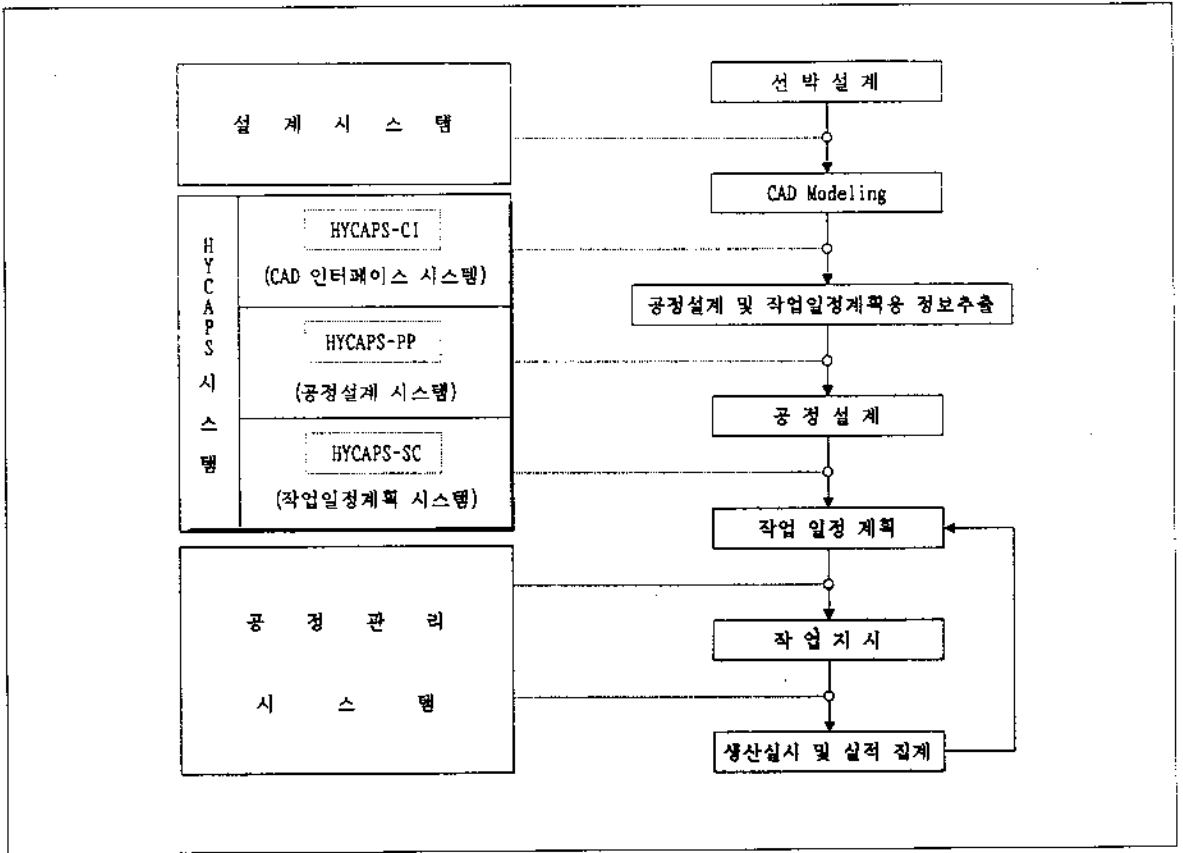 설 계 시 스 템
HYCAPS 시스템
HYCAPS-CI
(CAD 인터페이스 시스템)
HYCAPS-PP
(공정설계 시스템)
HYCAPS-SC
(작업일정계획 시스템)
공 정 관 리
시 스 템
선 박 설 계
CAD Modeling
공정설계 및 작업일정계획용 정보추출
공 정 설 계
작업 일정 계획
작 업 지 시
생산실시 및 실적 집계